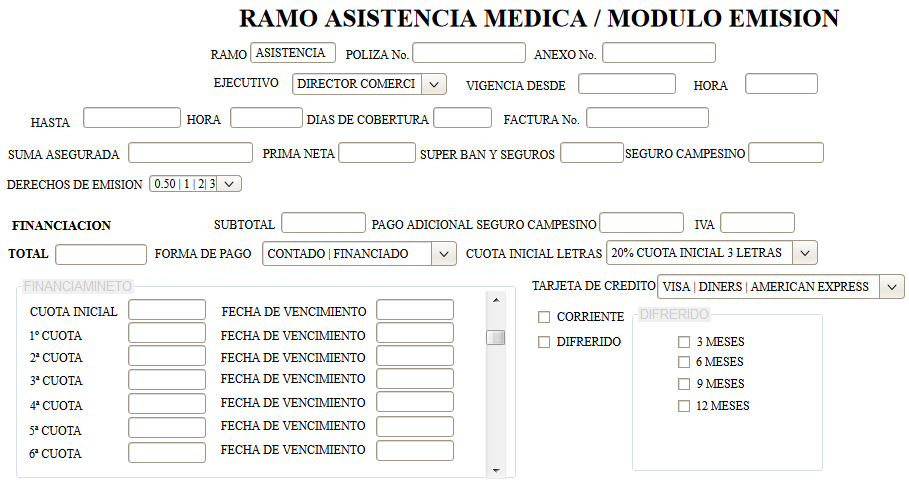 RAMO ASISTENCIA MEDICA / MODULO EMISION
RAMO ASISTENCIA POLIZA No. ANEXO No.
EJECUTIVO DIRECTOR COMERCI VIGENCIA DESDE HORA
HASTA HORA DIAS DE COBERTURA FACTURA No.
SUMA ASEGURADA PRIMA NETA SUPER BAN Y SEGUROS SEGURO CAMPESINO
DERECHOS DE EMISION 0.50 | 1 | 2| 3
FINANCIACION SUBTOTAL PAGO ADICIONAL SEGURO CAMPESINO IVA
TOTAL FORMA DE PAGO CONTADO | FINANCIADO CUOTA INICIAL LETRAS 20% CUOTA INICIAL 3 LETRAS
FINANCIAMINETO
CUOTA INICIAL FECHA DE VENCIMIENTO
1º CUOTA FECHA DE VENCIMIENTO
2ª CUOTA FECHA DE VENCIMIENTO
3ª CUOTA FECHA DE VENCIMIENTO
4ª CUOTA FECHA DE VENCIMIENTO
5ª CUOTA FECHA DE VENCIMIENTO
6ª CUOTA FECHA DE VENCIMIENTO
TARJETA DE CREDITO VISA | DINERS | AMERICAN EXPRESS
CORRIENTE
DIFRERIDO
DIFRERIDO
3 MESES
6 MESES
9 MESES
12 MESES